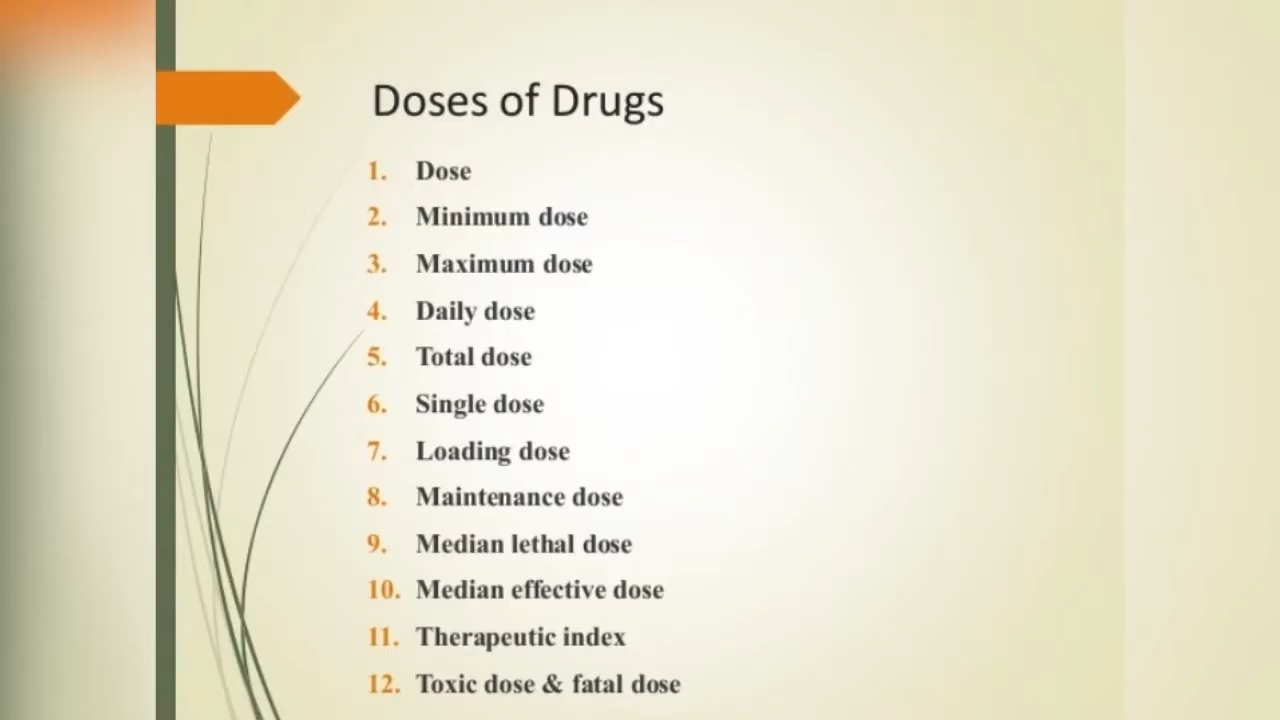 Doses of Drugs
1. Dose
2. Minimum dose
3. Maximum dose
4. Daily dose
5. Total dose
6. Single dose
7. Loading dose
8. Maintenance dose
9. Median lethal dose
10. Median effective dose
11. Therapeutic index
12. Toxic dose & fatal dose